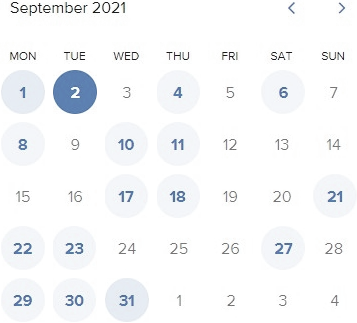 September 2021 < >
MON TUE WED THU FRI SAT SUN
1 2 3 4 5 6 7
8 9 10 11 12 13 14
15 16 17 18 19 20 21
22 23 24 25 26 27 28
29 30 31 1 2 3 4